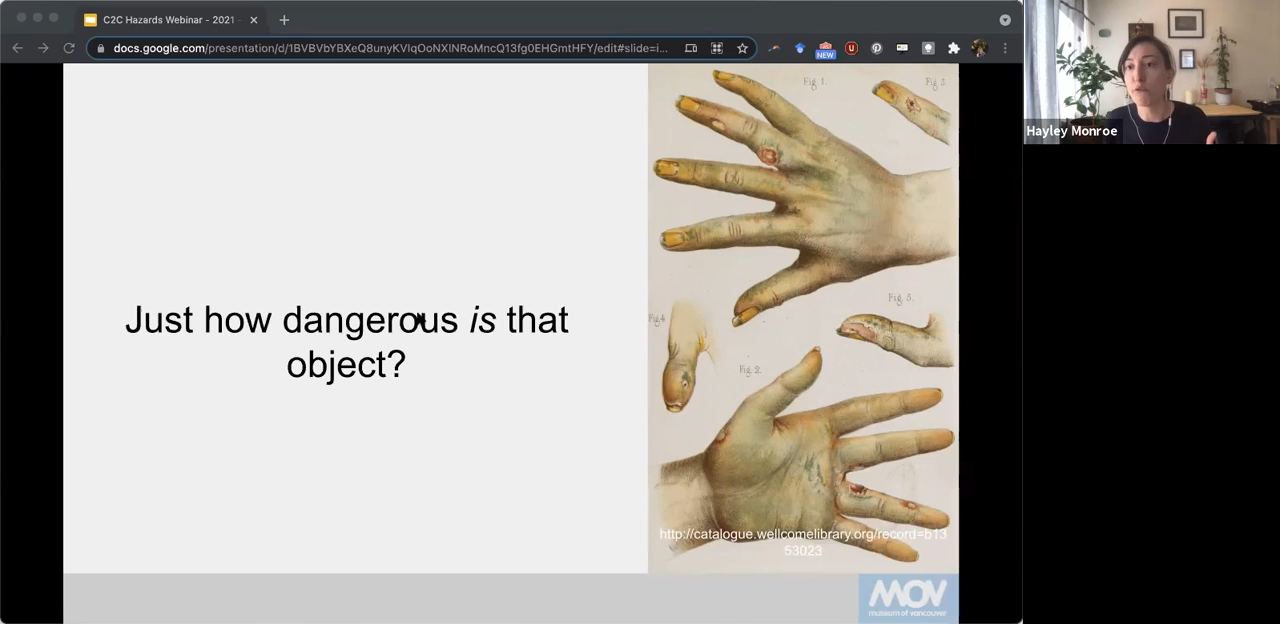 C2C Hazards Webinar - 2021 -
docs.google.com/presentation/d/1BVBVbYBXeQ8unyKVlqOoNXlNRoMncQ13fg0EHGmtHFY/edit#slide=i...
NEW
Hayley Monroe
Just how dangerous is that
object?
Fig. 1.
Fig 3.
Fig 4.
Fig. 5.
Fig. 2.
http://catalogue.wellcomelibrary.org/record=b13
53023
MOV
museum of vancouver